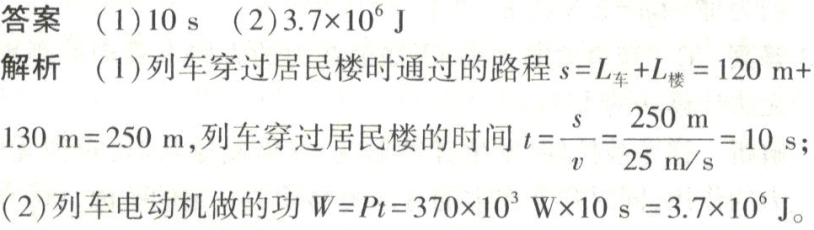 答案 (1)10 s (2)3.7×10⁶ J
解析 (1)列车穿过居民楼时通过的路程 s=L车+L楼=120 m+
130 m=250 m,列车穿过居民楼的时间 t=s/v=250 m/25 m/s=10 s;
(2)列车电动机做的功 W=Pt=370×10³ W×10 s =3.7×10⁶ J。